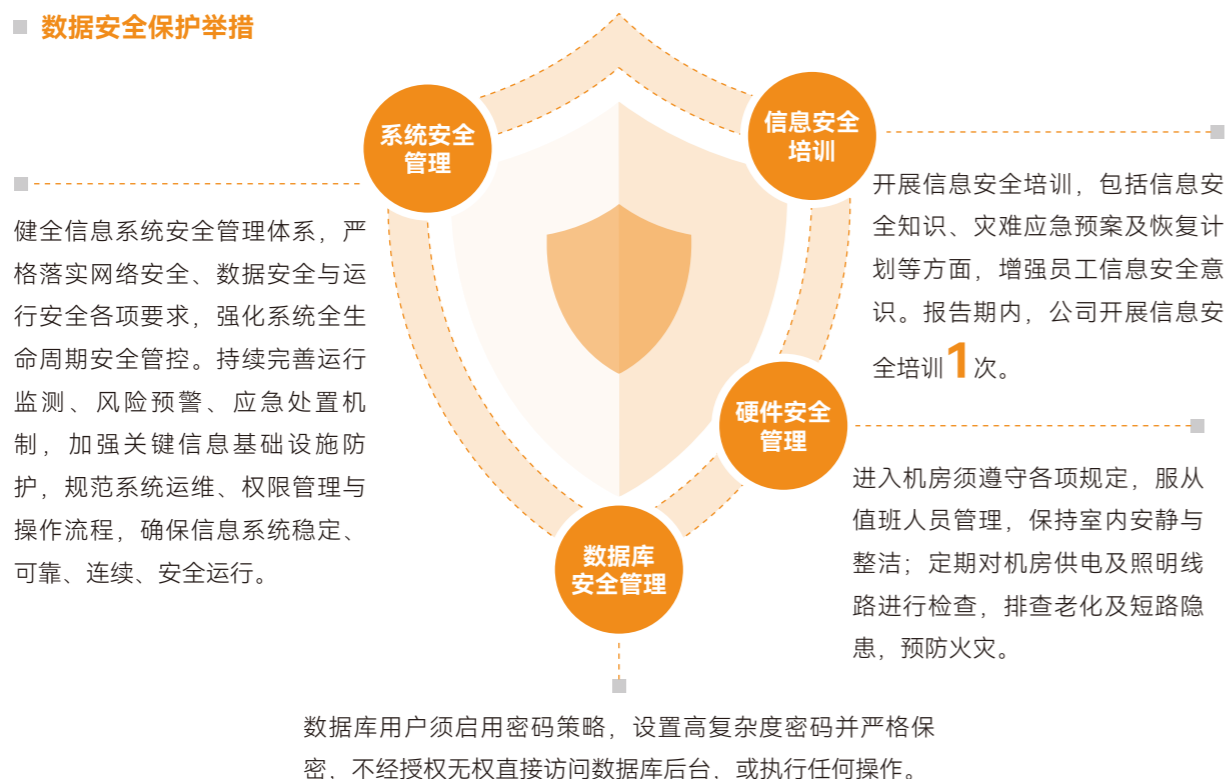 数据安全保护举措
系统安全
管理
健全信息系统安全管理体系，严
格落实网络安全、数据安全与运
行安全各项要求，强化系统全生
命周期安全管控。持续完善运行
监测、风险预警、应急处置机
制，加强关键信息基础设施防
护，规范系统运维、权限管理与
操作流程，确保信息系统稳定、
可靠、连续、安全运行。
信息安全
培训
开展信息安全培训，包括信息安
全知识、灾难应急预案及恢复计
划等方面，增强员工信息安全意
识。报告期内，公司开展信息安
全培训1次。
硬件安全
管理
进入机房须遵守各项规定，服从
值班人员管理，保持室内安静与
整洁；定期对机房供电及照明线
路进行检查，排查老化及短路隐
患，预防火灾。
数据库
安全管理
数据库用户须启用密码策略，设置高复杂度密码并严格保
密，不经授权无权直接访问数据库后台，或执行任何操作。